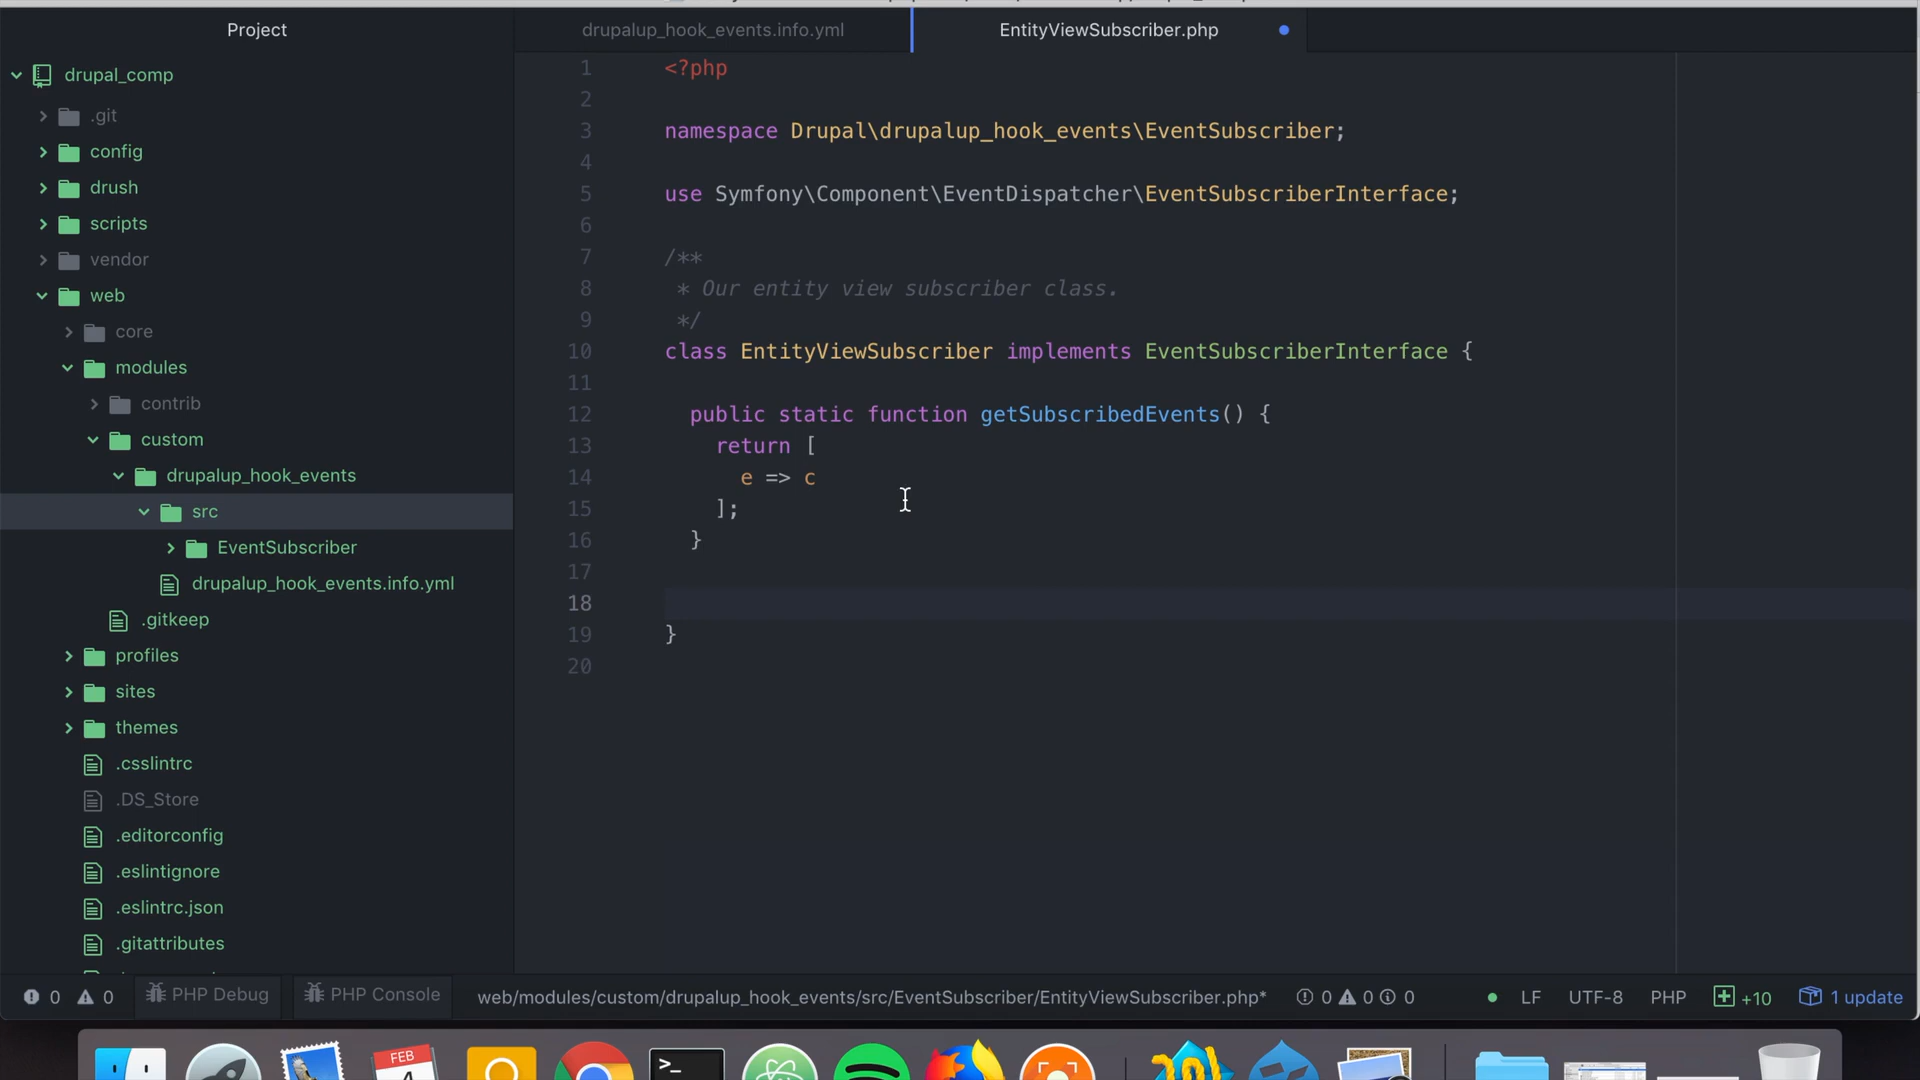 Project
drupalup_hook_events.info.yml
EntityViewSubscriber.php
drupal_comp
.git
config
drush
scripts
vendor
web
core
modules
contrib
custom
drupalup_hook_events
src
EventSubscriber
drupalup_hook_events.info.yml
.gitkeep
profiles
sites
themes
.csslintrc
.DS_Store
.editorconfig
.eslintignore
.eslintrc.json
.gitattributes
1 <?php
2
3 namespace Drupal\drupalup_hook_events\EventSubscriber;
4
5 use Symfony\Component\EventDispatcher\EventSubscriberInterface;
6
7 /**
8 * Our entity view subscriber class.
9 */
10 class EntityViewSubscriber implements EventSubscriberInterface {
11
12 public static function getSubscribedEvents() {
13 return [
14 e => c
15 ];
16 }
17
18
19 }
20
0 0 PHP Debug PHP Console web/modules/custom/drupalup_hook_events/src/EventSubscriber/EntityViewSubscriber.php* 0 0 0 LF UTF-8 PHP +10 1 update
FEB
4
>_